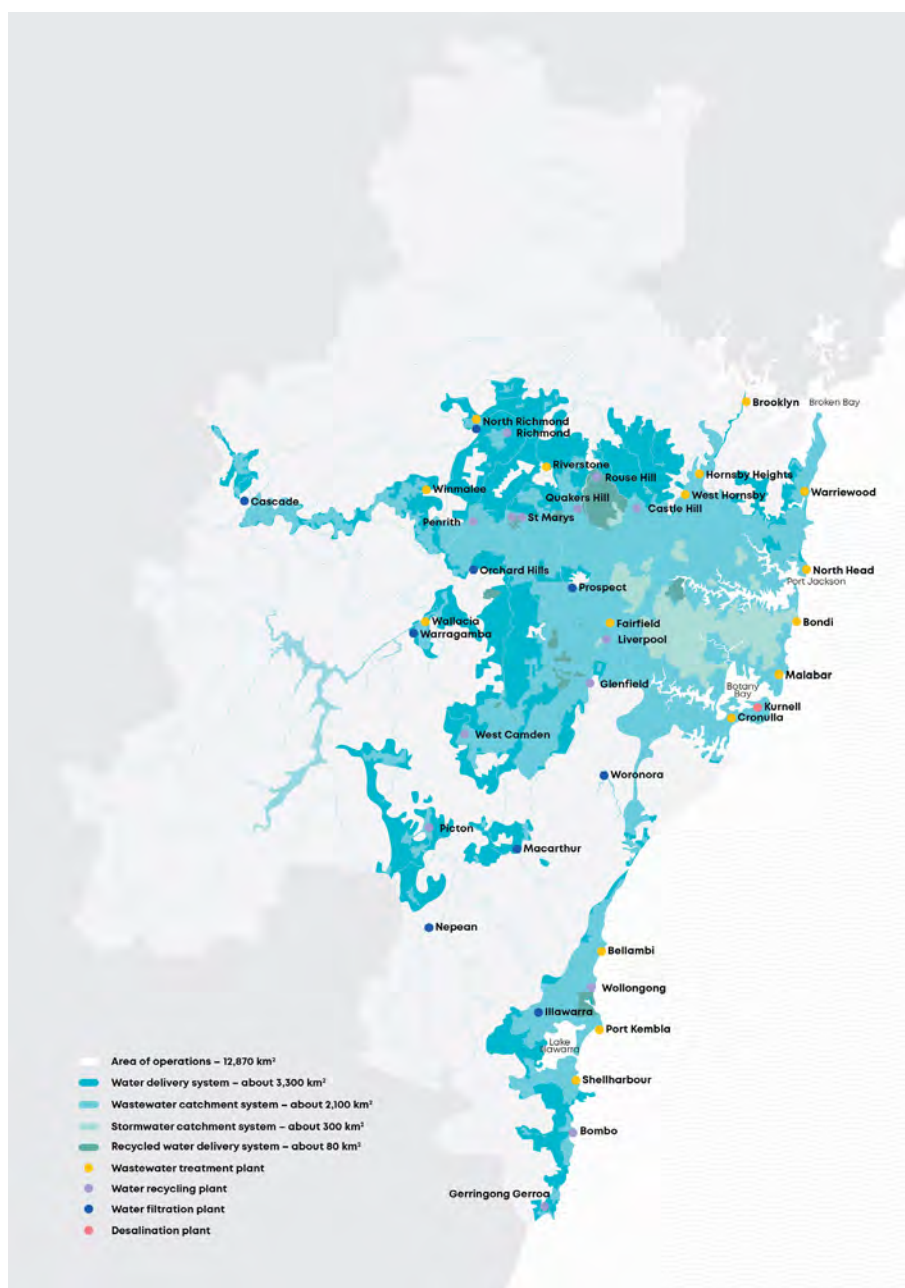 Brooklyn
Broken Bay
North Richmond
Richmond
Riverstone
Rouse Hill
Hornsby Heights
Cascade
Winmalee
Quakers Hill
West Hornsby
Warriewood
Penrith
St Marys
Castle Hill
Orchard Hills
North Head
Port Jackson
Prospect
Wallacia
Fairfield
Bondi
Warragamba
Liverpool
Malabar
Glenfield
Botany
Bay
Kurnell
Cronulla
West Camden
Woronora
Picton
Macarthur
Nepean
Bellambi
Wollongong
Illawarra
Port Kembla
Lake
Illawarra
Shellharbour
Bombo
Gerringong Gerroa
Area of operations – 12,870 km²
Water delivery system – about 3,300 km²
Wastewater catchment system – about 2,100 km²
Stormwater catchment system – about 300 km²
Recycled water delivery system – about 80 km²
Wastewater treatment plant
Water recycling plant
Water filtration plant
Desalination plant